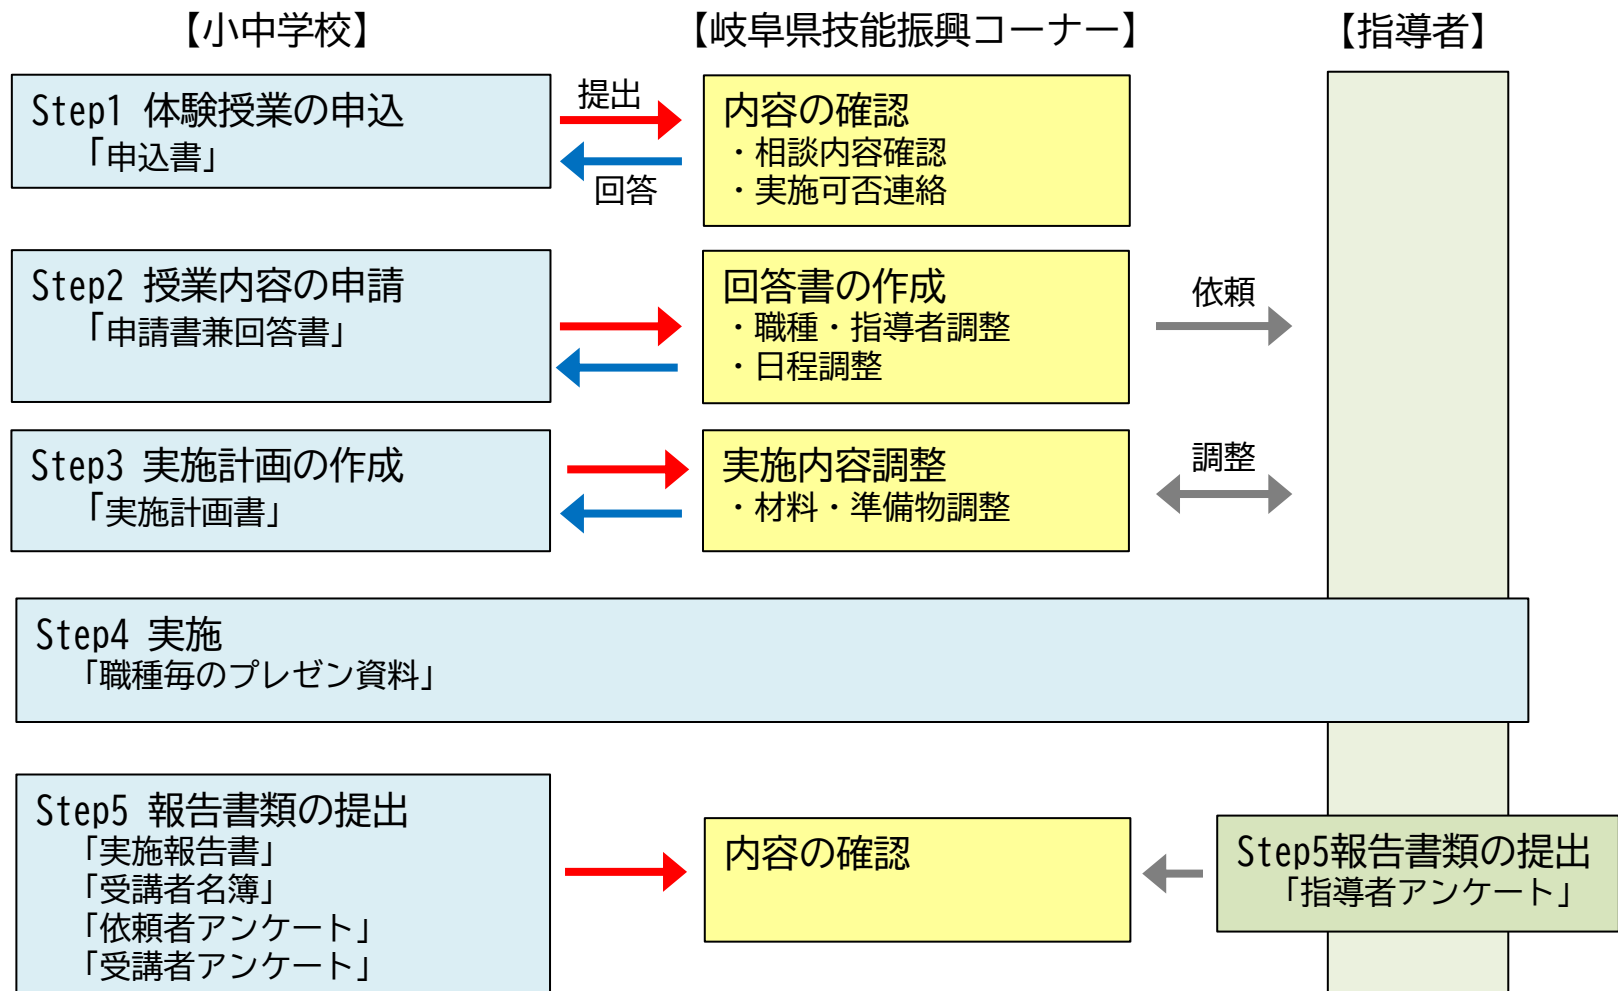 【小中学校】
【岐阜県技能振興コーナー】
【指導者】
Step1 体験授業の申込
「申込書」
提出
回答
内容の確認
・相談内容確認
・実施可否連絡
Step2 授業内容の申請
「申請書兼回答書」
回答書の作成
・職種・指導者調整
・日程調整
依頼
Step3 実施計画の作成
「実施計画書」
実施内容調整
・材料・準備物調整
調整
Step4 実施
「職種毎のプレゼン資料」
Step5 報告書類の提出
「実施報告書」
「受講者名簿」
「依頼者アンケート」
「受講者アンケート」
内容の確認
Step5報告書類の提出
「指導者アンケート」